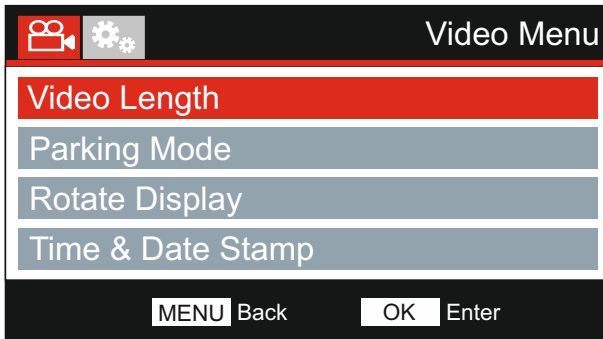 Video Menu
Video Length
Parking Mode
Rotate Display
Time & Date Stamp
MENU Back OK Enter